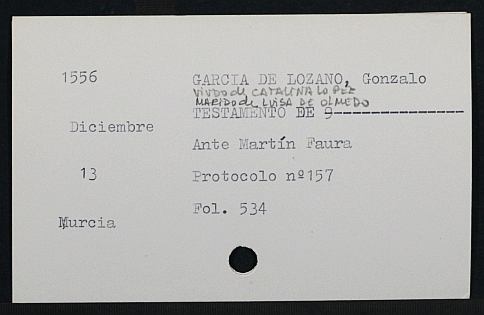 1556
GARCIA DE LOZANO, Gonzalo
VIUDO de CATALINA LOPEZ
MARIDO de LUISA DE OLMEDO
TESTAMENTO DE 9----------------
Diciembre
Ante Martín Faura
13
Protocolo nº157
Fol. 534
Murcia